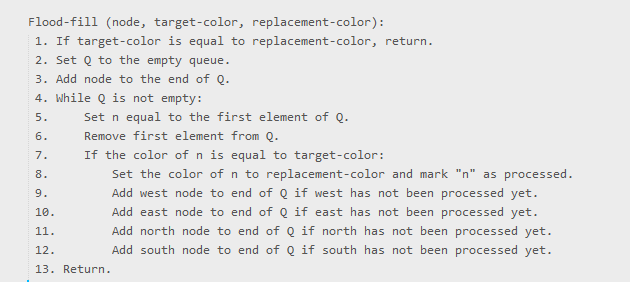 Flood-fill (node, target-color, replacement-color):
1. If target-color is equal to replacement-color, return.
2. Set Q to the empty queue.
3. Add node to the end of Q.
4. While Q is not empty:
5. Set n equal to the first element of Q.
6. Remove first element from Q.
7. If the color of n is equal to target-color:
8. Set the color of n to replacement-color and mark "n" as processed.
9. Add west node to end of Q if west has not been processed yet.
10. Add east node to end of Q if east has not been processed yet.
11. Add north node to end of Q if north has not been processed yet.
12. Add south node to end of Q if south has not been processed yet.
13. Return.